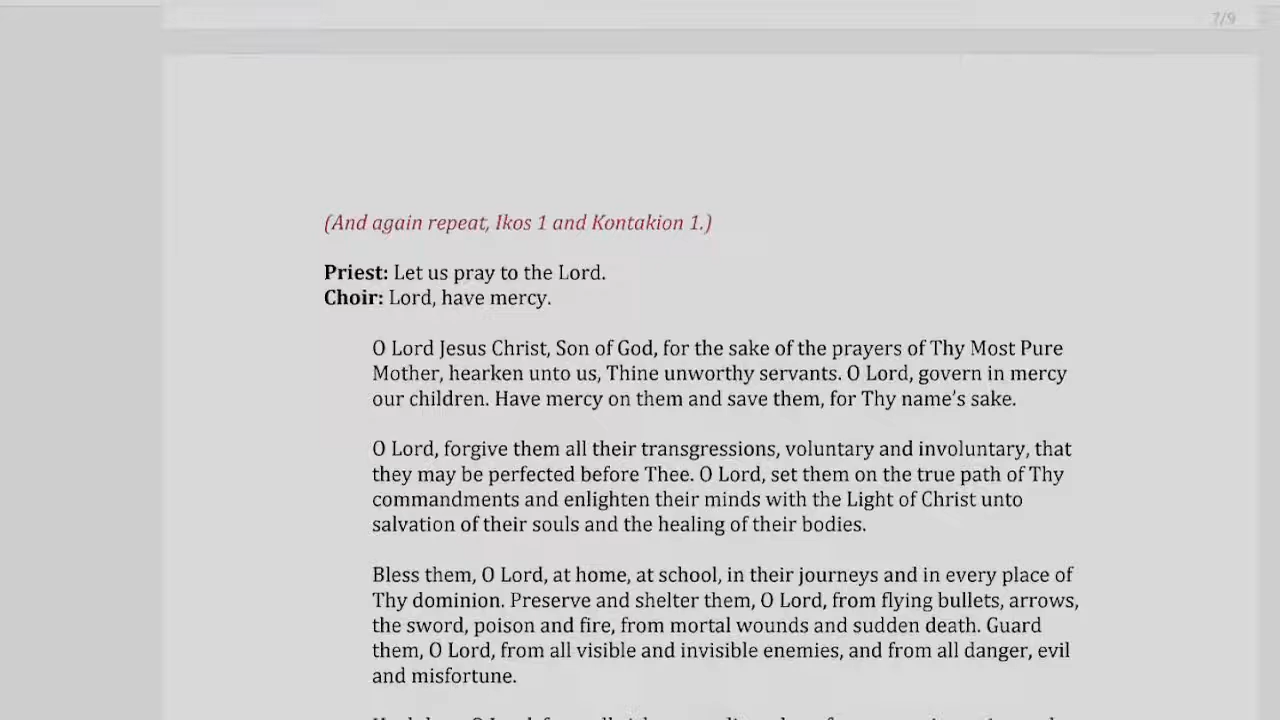 7/9
(And again repeat, Ikos 1 and Kontakion 1.)
Priest: Let us pray to the Lord.
Choir: Lord, have mercy.
O Lord Jesus Christ, Son of God, for the sake of the prayers of Thy Most Pure
Mother, hearken unto us, Thine unworthy servants. O Lord, govern in mercy
our children. Have mercy on them and save them, for Thy name’s sake.
O Lord, forgive them all their transgressions, voluntary and involuntary, that
they may be perfected before Thee. O Lord, set them on the true path of Thy
commandments and enlighten their minds with the Light of Christ unto
salvation of their souls and the healing of their bodies.
Bless them, O Lord, at home, at school, in their journeys and in every place of
Thy dominion. Preserve and shelter them, O Lord, from flying bullets, arrows,
the sword, poison and fire, from mortal wounds and sudden death. Guard
them, O Lord, from all visible and invisible enemies, and from all danger, evil
and misfortune.